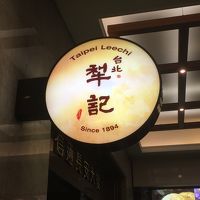 Taipei Leechi
台北
犁記
Since 1894